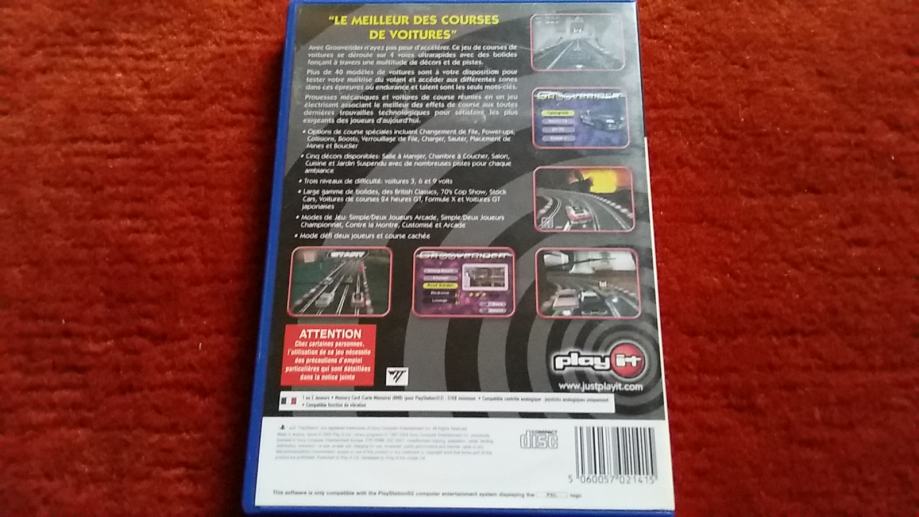 "LE MEILLEUR DES COURSES
DE VOITURES"
Avec Grooverider n'ayez pas peur d'accélérer. Ce jeu de courses de
voitures se déroule sur 4 voies ultrarapides avec des bolides
fonçant à travers une multitude de décors et de pistes.
Plus de 40 modèles de voitures sont à votre disposition pour
tester votre maîtrise du volant et accéder aux différentes zones
dans ces épreuves où endurance et talent sont les seuls mots-clés.
Prouesses mécaniques et voitures de course réunies en un jeu
électrisant associant le meilleur des effets de course aux toutes
dernières trouvailles technologiques pour satisfaire les plus
exigeants des joueurs d'aujourd'hui.
• Options de course spéciales incluant Changement de File, Power-ups,
Collisions, Boosts, Verrouillage de File, Charger, Sauter, Placement de
Mines et Bouclier
• Cinq décors disponibles: Salle à Manger, Chambre à Coucher, Salon,
Cuisine et Jardin Suspendu avec de nombreuses pistes pour chaque
ambiance
• Trois niveaux de difficulté: voitures 3, 6 et 9 volts
• Large gamme de bolides, des British Classics, 70's Cop Show, Stock
Cars, Voitures de courses 24 heures GT, Formule X et Voitures GT
japonaises
• Modes de Jeu: Simple/Deux Joueurs Arcade, Simple/Deux Joueurs
Championnat, Contre la Montre, Customisé et Arcade
• Mode défi deux joueurs et course cachée
GROOVERIDER
START
GROOVERIDER
ATTENTION
Chez certaines personnes,
l'utilisation de ce jeu nécessite
des précautions d'emploi
particulières qui sont détaillées
dans la notice jointe
play it
www.justplayit.com
• Compatible fonction de vibration
COMPACT
disc
5 060057 021415
This software is only compatible with the PlayStation®2 computer entertainment system displaying the PAL logo